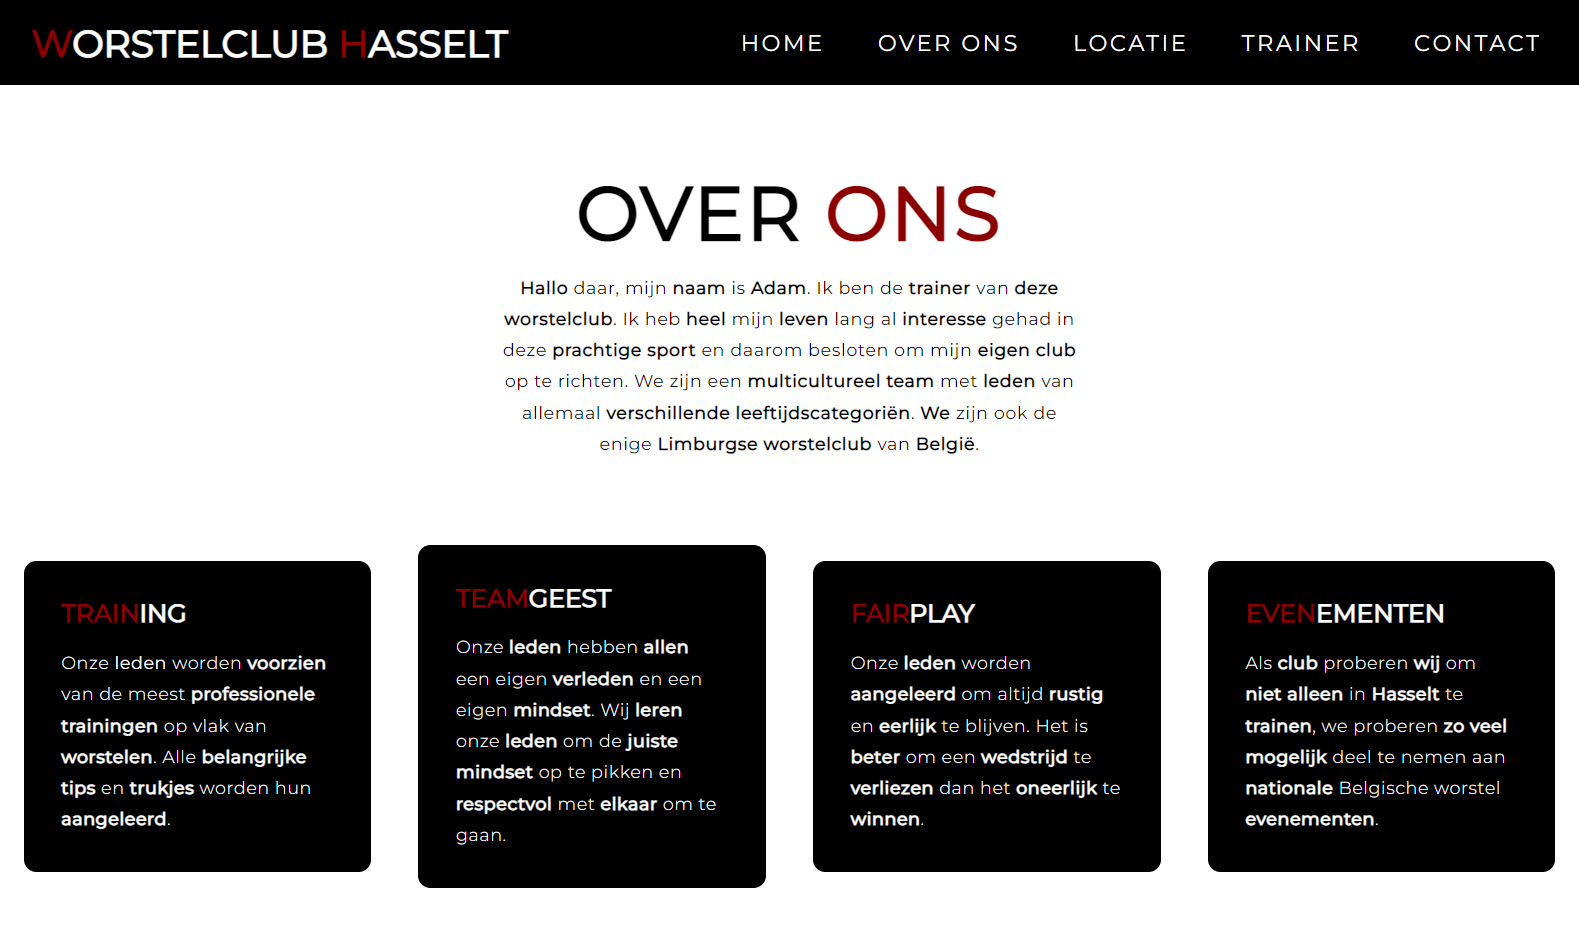 WORSTELCLUB HASSELT
HOME
OVER ONS
LOCATIE
TRAINER
CONTACT
OVER ONS
Hallo daar, mijn naam is Adam. Ik ben de trainer van deze
worstelclub. Ik heb heel mijn leven lang al interesse gehad in
deze prachtige sport en daarom besloten om mijn eigen club
op te richten. We zijn een multicultureel team met leden van
allemaal verschillende leeftijdscategoriën. We zijn ook de
enige Limburgse worstelclub van België.
TRAINING
Onze leden worden voorzien
van de meest professionele
trainingen op vlak van
worstelen. Alle belangrijke
tips en trukjes worden hun
aangeleerd.
TEAMGEEST
Onze leden hebben allen
een eigen verleden en een
eigen mindset. Wij leren
onze leden om de juiste
mindset op te pikken en
respectvol met elkaar om te
gaan.
FAIRPLAY
Onze leden worden
aangeleerd om altijd rustig
en eerlijk te blijven. Het is
beter om een wedstrijd te
verliezen dan het oneerlijk te
winnen.
EVENEMENTEN
Als club proberen wij om
niet alleen in Hasselt te
trainen, we proberen zo veel
mogelijk deel te nemen aan
nationale Belgische worstel
evenementen.